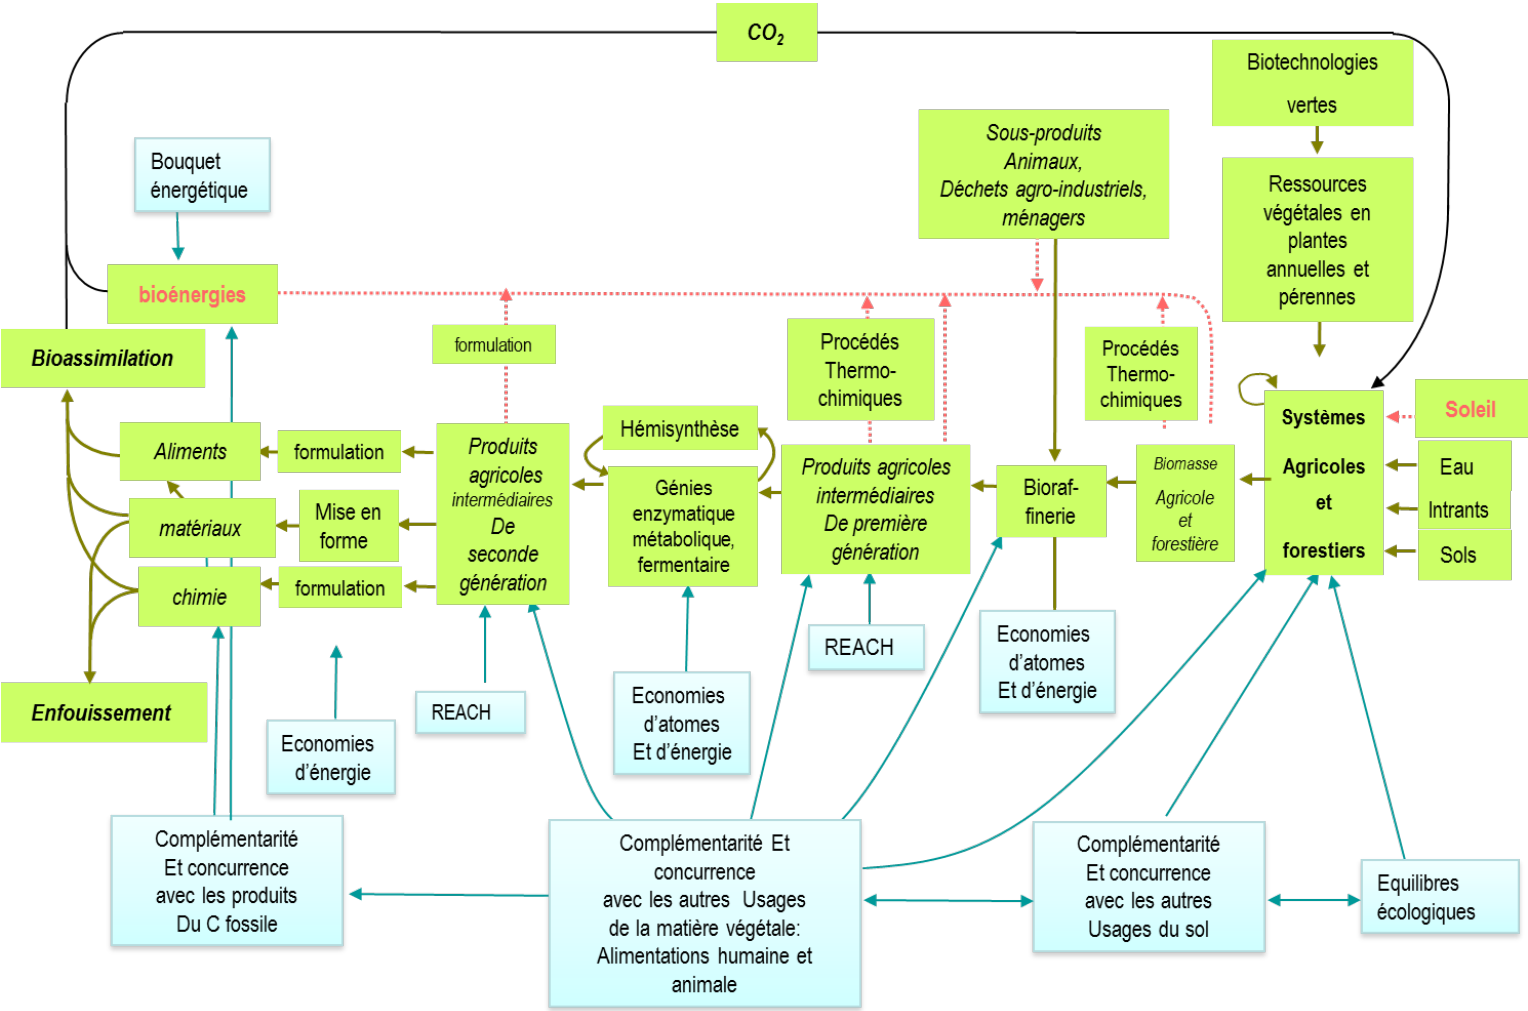 CO2
Biotechnologies
vertes
Sous-produits
Animaux,
Déchets agro-industriels,
ménagers
Bouquet
énergétique
Ressources
végétales en
plantes
annuelles et
pérennes
bioénergies
formulation
Procédés
Thermo-
chimiques
Procédés
Thermo-
chimiques
Bioassimilation
Systèmes
Agricoles
et
forestiers
Soleil
Eau
Intrants
Sols
Aliments
formulation
Produits
agricoles
intermédiaires
De
seconde
génération
Hémisynthèse
Génies
enzymatique
métabolique,
fermentaire
Produits agricoles
intermédiaires
De première
génération
Bioraf-
finerie
Biomasse
Agricole
et
forestière
matériaux
Mise en
forme
chimie
formulation
Enfouissement
Economies
d'énergie
REACH
Economies
d'atomes
Et d'énergie
REACH
Economies
d'atomes
Et d'énergie
Complémentarité
Et concurrence
avec les produits
Du C fossile
Complémentarité Et
concurrence
avec les autres Usages
de la matière végétale:
Alimentations humaine et
animale
Complémentarité
Et concurrence
avec les autres
Usages du sol
Equilibres
écologiques